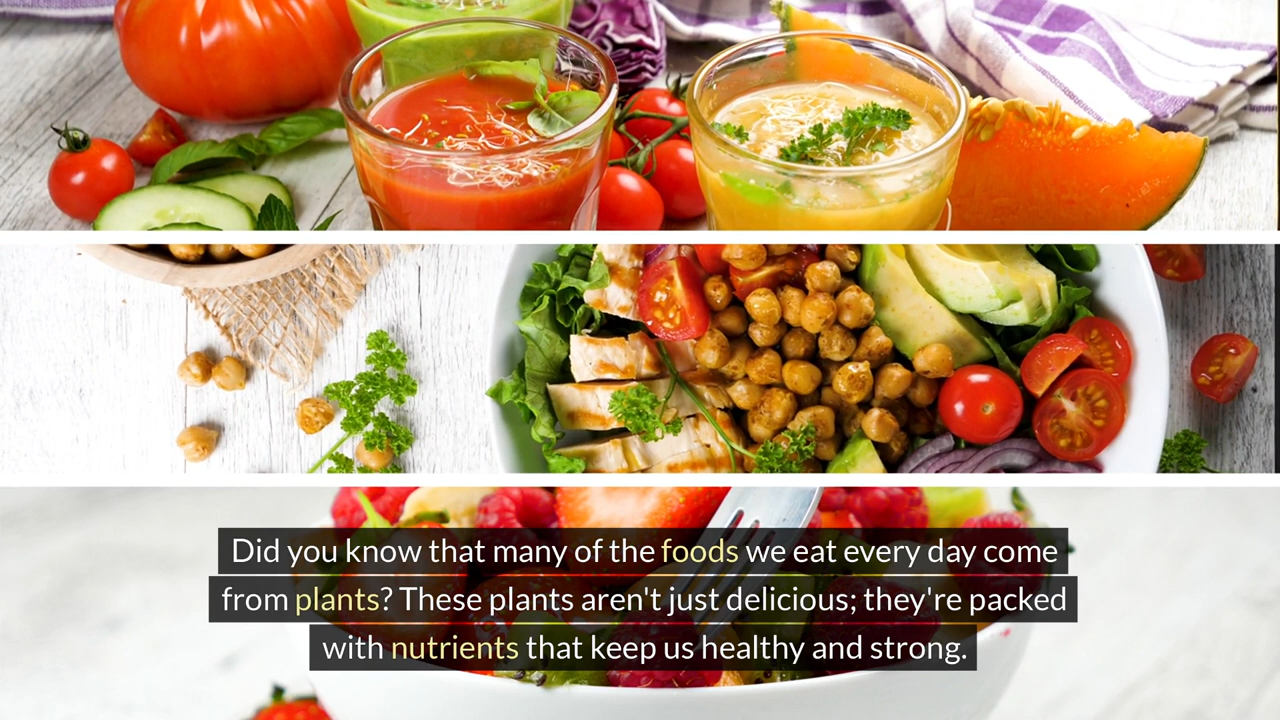 Did you know that many of the foods we eat every day come
from plants? These plants aren't just delicious; they're packed
with nutrients that keep us healthy and strong.